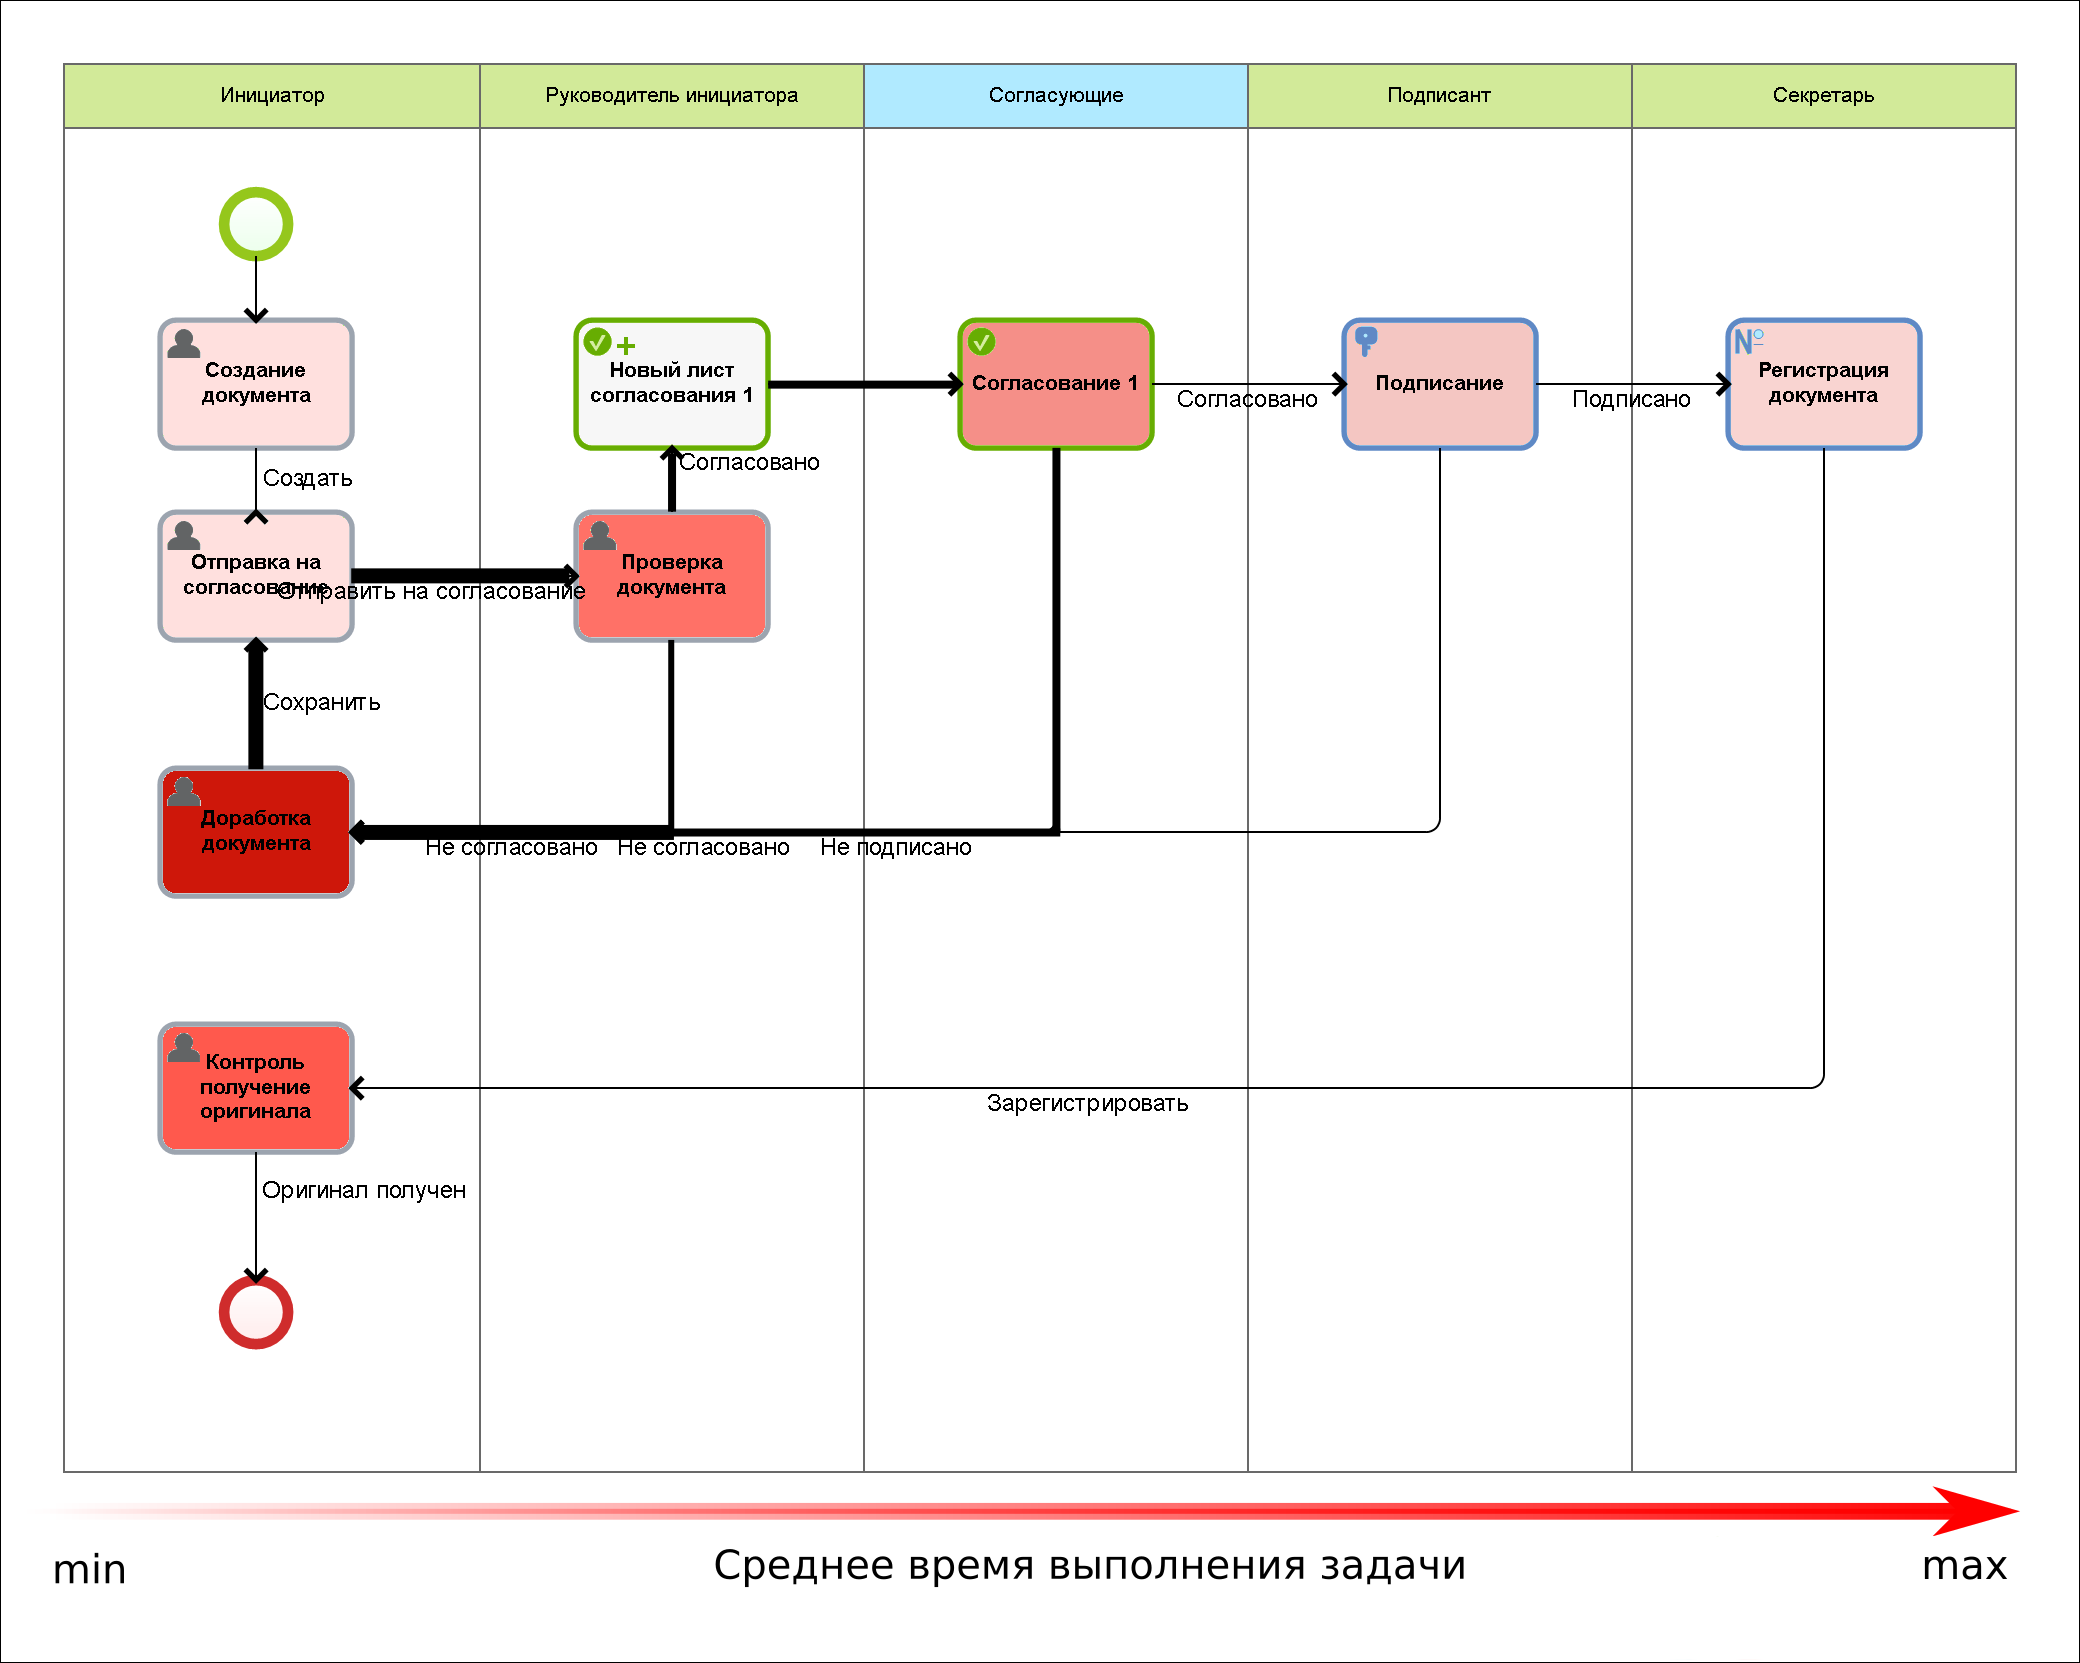 Инициатор
Руководитель инициатора
Согласующие
Подписант
Секретарь
Создание
документа
Новый лист
согласования 1
Согласование 1
Согласовано
Подписание
Подписано
Регистрация
документа
Создать
Согласовано
Отправка на
согласование
Отправить на согласование
Проверка
документа
Сохранить
Доработка
документа
Не согласовано
Не согласовано
Не подписано
Контроль
получение
оригинала
Зарегистрировать
Оригинал получен
min
Среднее время выполнения задачи
max